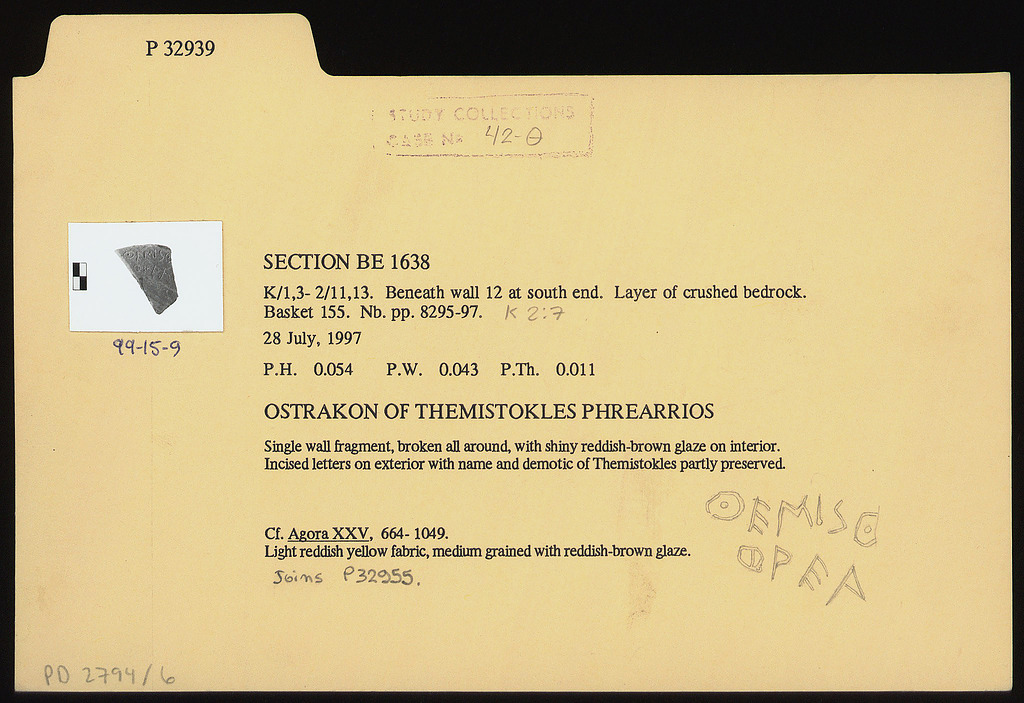 P 32939
STUDY COLLECTIONS
CASE No 42-Θ
99-15-9
SECTION BE 1638
K/1,3- 2/11,13. Beneath wall 12 at south end. Layer of crushed bedrock.
Basket 155. Nb. pp. 8295-97. K 2:7
28 July, 1997
P.H. 0.054 P.W. 0.043 P.Th. 0.011
OSTRAKON OF THEMISTOKLES PHREARRIOS
Single wall fragment, broken all around, with shiny reddish-brown glaze on interior.
Incised letters on exterior with name and demotic of Themistokles partly preserved.
Cf. Agora XXV, 664- 1049.
Light reddish yellow fabric, medium grained with reddish-brown glaze.
Joins P32955.
ΘΕΜΙSΘ
ΦΡΕΑ
PD 2794/6